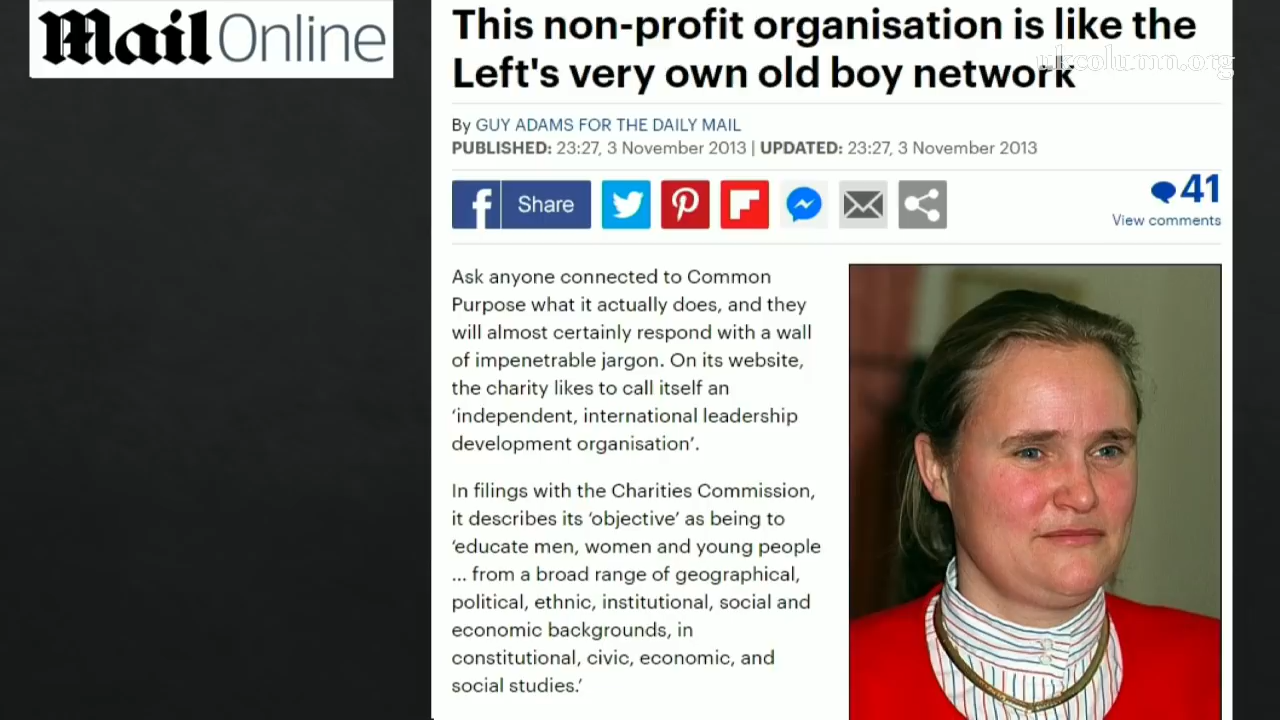 Mail Online
This non-profit organisation is like the
Left's very own old boy network
ukcolumn.org
By GUY ADAMS FOR THE DAILY MAIL
PUBLISHED: 23:27, 3 November 2013 | UPDATED: 23:27, 3 November 2013
Share
41
View comments
Ask anyone connected to Common
Purpose what it actually does, and they
will almost certainly respond with a wall
of impenetrable jargon. On its website,
the charity likes to call itself an
‘independent, international leadership
development organisation’.
In filings with the Charities Commission,
it describes its ‘objective’ as being to
‘educate men, women and young people
... from a broad range of geographical,
political, ethnic, institutional, social and
economic backgrounds, in
constitutional, civic, economic, and
social studies.’